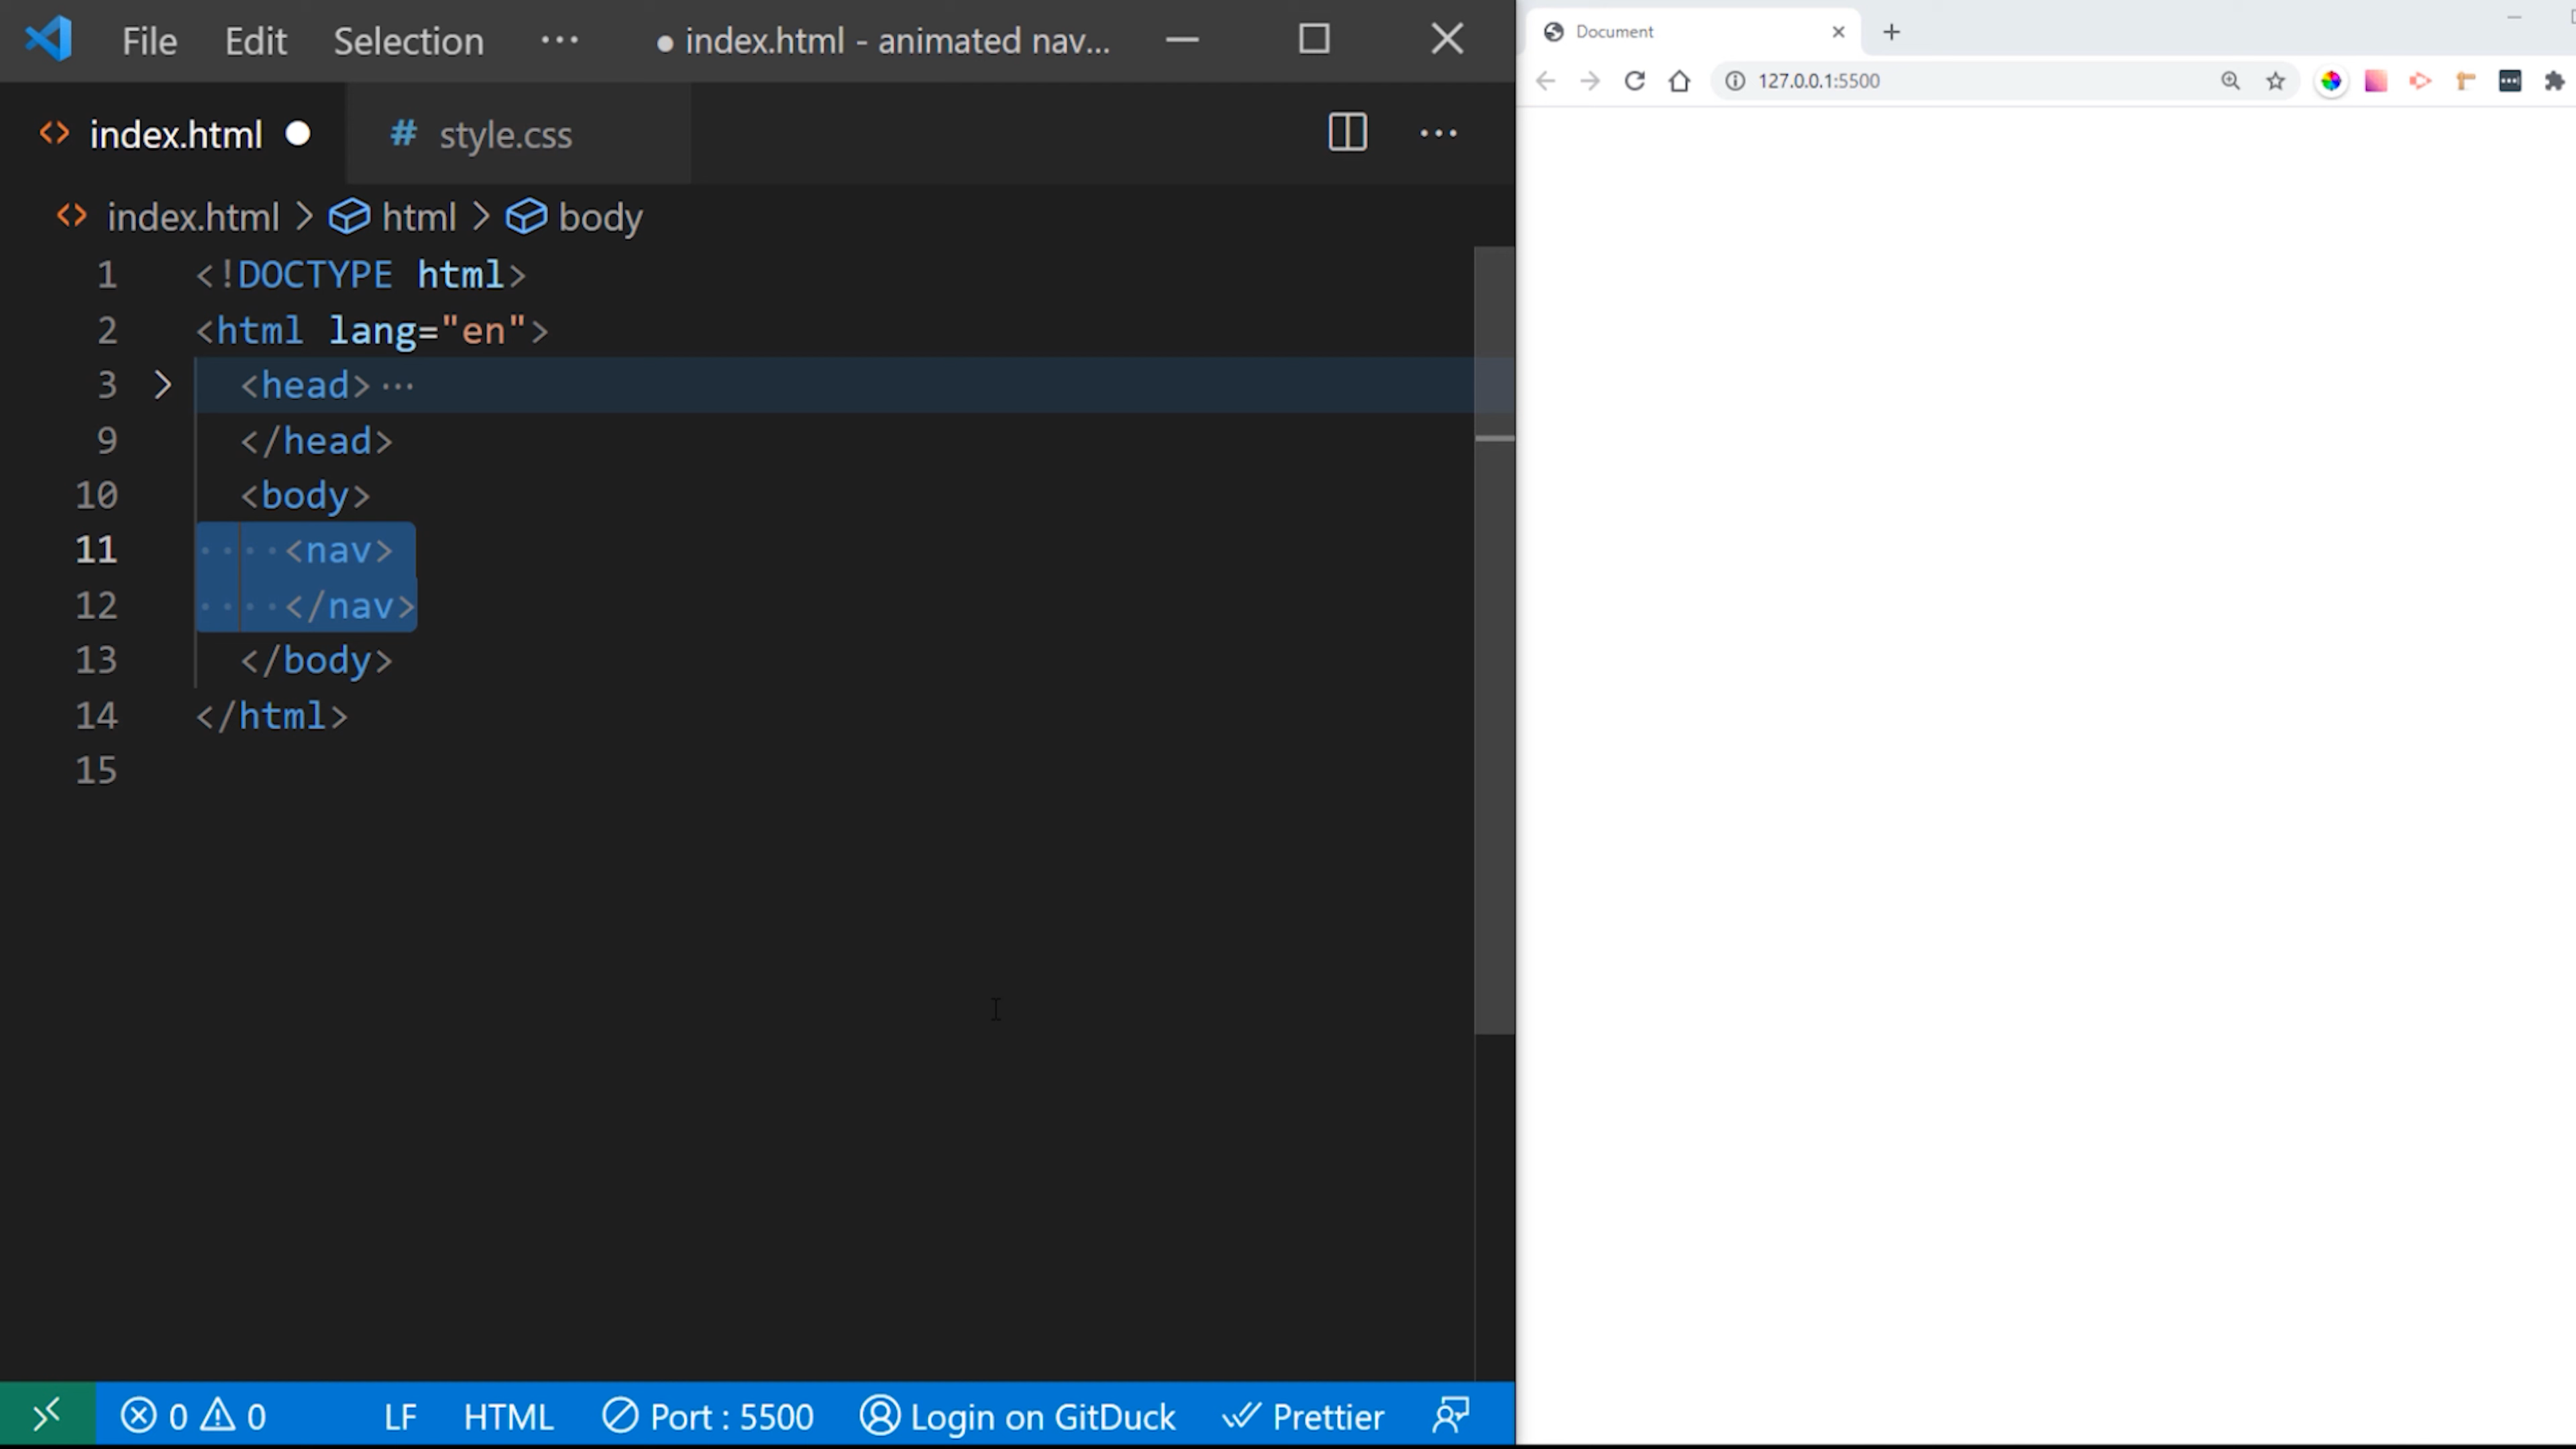 File Edit Selection ··· ● index.html - animated nav...
index.html ● # style.css ···
index.html > html > body
1 <!DOCTYPE html>
2 <html lang="en">
3 > <head>···
9 </head>
10 <body>
11 ····<nav>
12 ····</nav>
13 </body>
14 </html>
15
0 0 LF HTML Port : 5500 Login on GitDuck Prettier
Document
127.0.0.1:5500